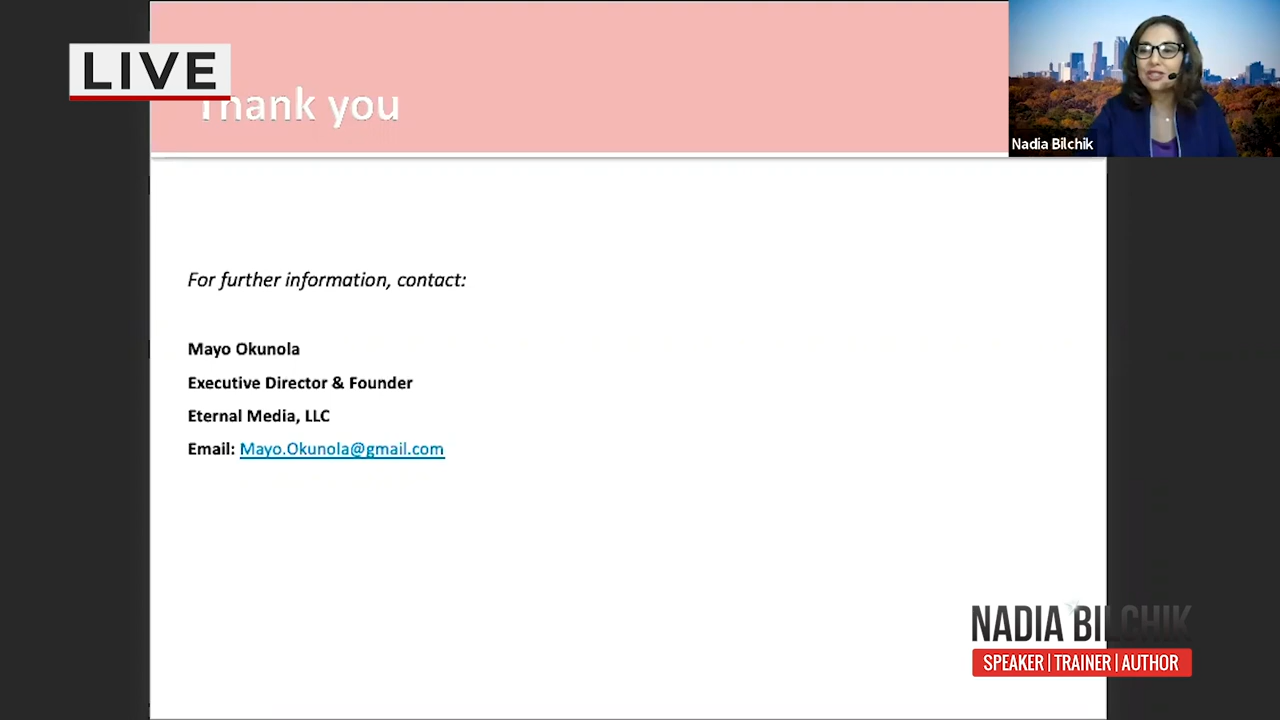 LIVE
Thank you
Nadia Bilchik
For further information, contact:
Mayo Okunola
Executive Director & Founder
Eternal Media, LLC
Email: Mayo.Okunola@gmail.com
NADIA BILCHIK
SPEAKER | TRAINER | AUTHOR